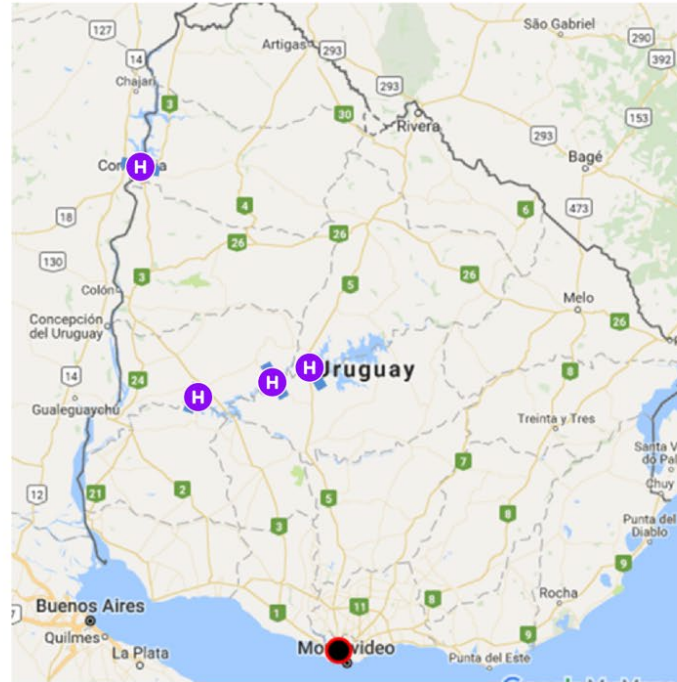 127
São Gabriel
290
14
Artigas
293
392
Chajarí
293
3
153
30
Rivera
293
Bagé
H
4
18
6
473
26
26
130
3
26
5
Colón
Melo
26
Concepción
del Uruguay
H
Uruguay
14
24
H
8
H
Gualeguaychú
Treinta y Tres
7
Chuy
12
21
2
5
8
3
Punta del
Diablo
9
Rocha
Buenos Aires
1
11
8
9
Quilmes
La Plata
Punta del Este